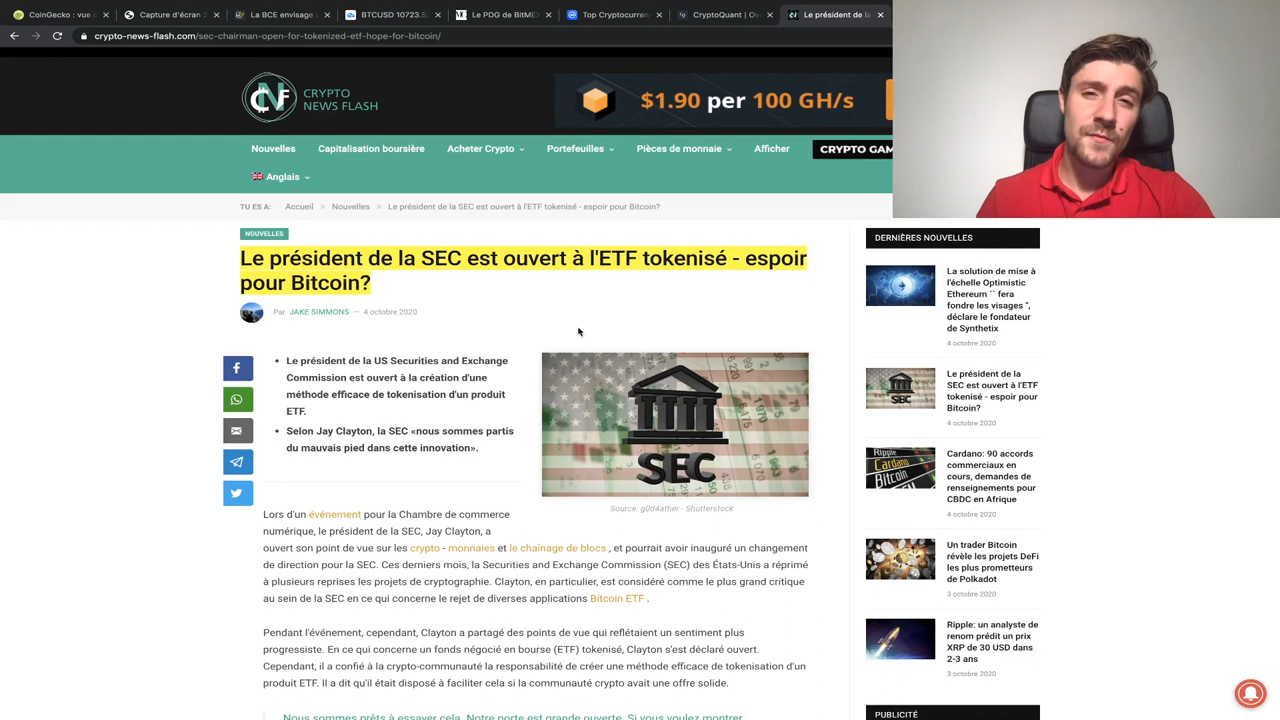 CoinGecko : vue d
Capture d'écran 2
La BCE envisage
BTCUSD 10723.5
Le PDG de BitME
Top Cryptocurren
CryptoQuant | Ov
Le président de la
crypto-news-flash.com/sec-chairman-open-for-tokenized-etf-hope-for-bitcoin/
CRYPTO
NEWS FLASH
$1.90 per 100 GH/s
Nouvelles
Capitalisation boursière
Acheter Crypto
Portefeuilles
Pièces de monnaie
Afficher
CRYPTO GAM
Anglais
TU ES A:
Accueil » Nouvelles » Le président de la SEC est ouvert à l'ETF tokenisé - espoir pour Bitcoin?
NOUVELLES
Le président de la SEC est ouvert à l'ETF tokenisé - espoir
pour Bitcoin?
Par JAKE SIMMONS — 4 octobre 2020
• Le président de la US Securities and Exchange
Commission est ouvert à la création d'une
méthode efficace de tokenisation d'un produit
ETF.
• Selon Jay Clayton, la SEC «nous sommes partis
du mauvais pied dans cette innovation».
SEC
Source: g0d4ather - Shutterstock
Lors d'un événement pour la Chambre de commerce
numérique, le président de la SEC, Jay Clayton, a
ouvert son point de vue sur les crypto - monnaies et le chaînage de blocs , et pourrait avoir inauguré un changement
de direction pour la SEC. Ces derniers mois, la Securities and Exchange Commission (SEC) des États-Unis a réprimé
à plusieurs reprises les projets de cryptographie. Clayton, en particulier, est considéré comme le plus grand critique
au sein de la SEC en ce qui concerne le rejet de diverses applications Bitcoin ETF .
Pendant l'événement, cependant, Clayton a partagé des points de vue qui reflétaient un sentiment plus
progressiste. En ce qui concerne un fonds négocié en bourse (ETF) tokenisé, Clayton s'est déclaré ouvert.
Cependant, il a confié à la crypto-communauté la responsabilité de créer une méthode efficace de tokenisation d'un
produit ETF. Il a dit qu'il était disposé à faciliter cela si la communauté crypto avait une offre solide.
Nous sommes prêts à essayer cela. Notre porte est grande ouverte. Si vous voulez montrer
DERNIÈRES NOUVELLES
La solution de mise à
l'échelle Optimistic
Ethereum `` fera
fondre les visages '',
déclare le fondateur
de Synthetix
4 octobre 2020
Le président de la
SEC est ouvert à l'ETF
tokenisé - espoir pour
Bitcoin?
4 octobre 2020
Ripple
Cardano
Bitcoin
Cardano: 90 accords
commerciaux en
cours, demandes de
renseignements pour
CBDC en Afrique
4 octobre 2020
Un trader Bitcoin
révèle les projets DeFi
les plus prometteurs
de Polkadot
3 octobre 2020
Ripple: un analyste de
renom prédit un prix
XRP de 30 USD dans
2-3 ans
3 octobre 2020
PUBLICITÉ